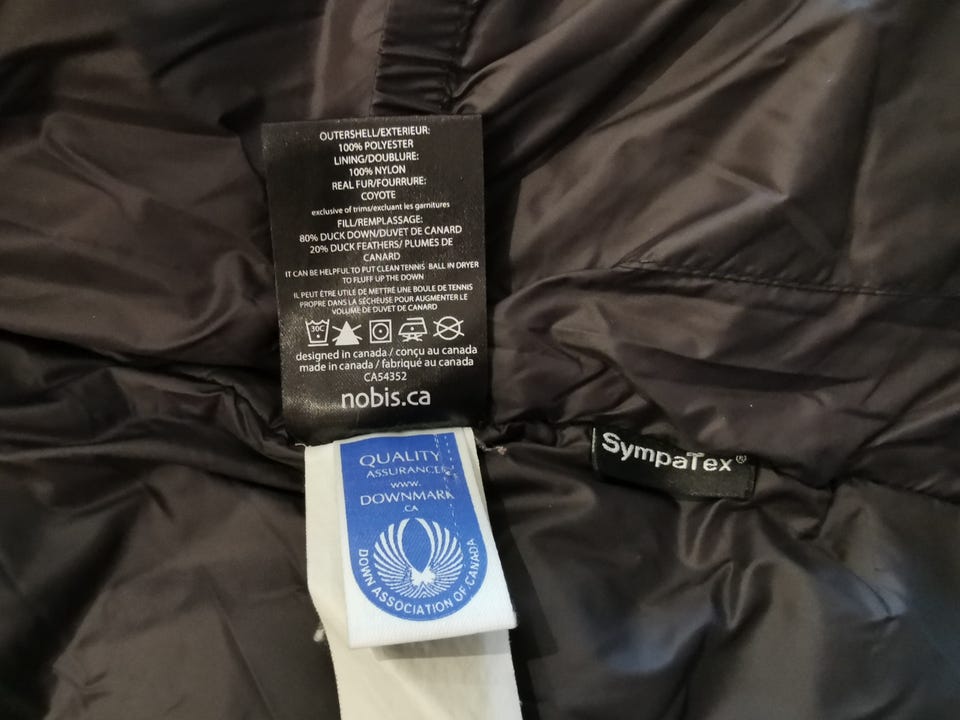 OUTERSHELL/EXTERIEUR:
100% POLYESTER
LINING/DOUBLURE:
100% NYLON
REAL FUR/FOURRURE:
COYOTE
exclusive of trims/excluant les garnitures
FILL/REMPLASSAGE:
80% DUCK DOWN/DUVET DE CANARD
20% DUCK FEATHERS/ PLUMES DE
CANARD
IT CAN BE HELPFUL TO PUT CLEAN TENNIS BALL IN DRYER
TO FLUFF UP THE DOWN
IL PEUT ÊTRE UTILE DE METTRE UNE BOULE DE TENNIS
PROPRE DANS LA SÉCHEUSE POUR AUGMENTER LE
VOLUME DE DUVET DE CANARD
30C
designed in canada / conçu au canada
made in canada / fabriqué au canada
CA54352
nobis.ca
SympaTex®
QUALITY
ASSURANCE
www.
DOWNMARK
.CA
DOWN ASSOCIATION OF CANADA